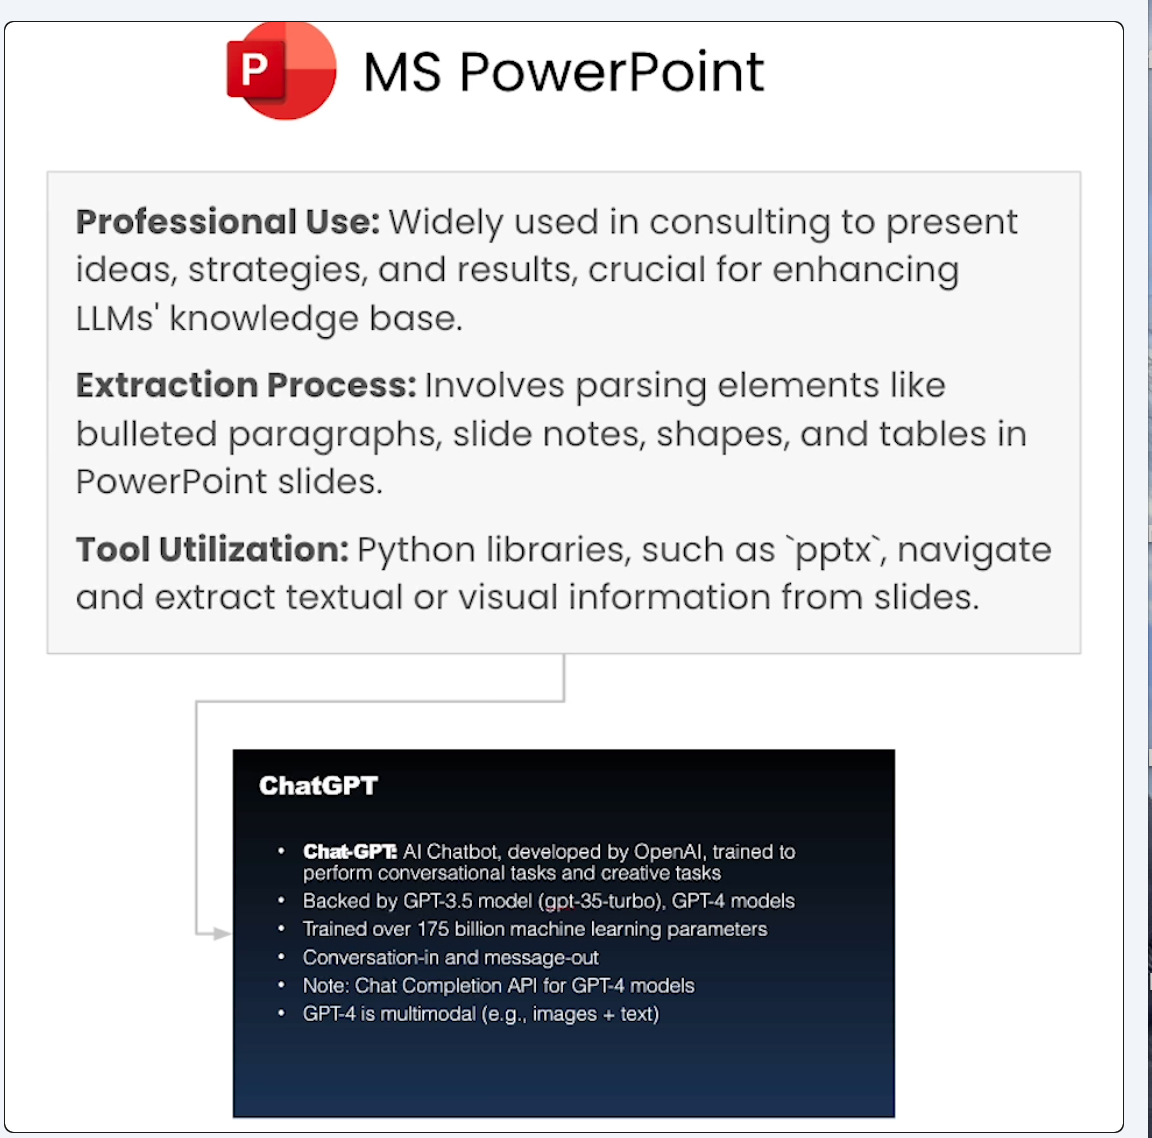 P
MS PowerPoint
Professional Use: Widely used in consulting to present
ideas, strategies, and results, crucial for enhancing
LLMs' knowledge base.
Extraction Process: Involves parsing elements like
bulleted paragraphs, slide notes, shapes, and tables in
PowerPoint slides.
Tool Utilization: Python libraries, such as `pptx`, navigate
and extract textual or visual information from slides.
ChatGPT
• Chat-GPT: AI Chatbot, developed by OpenAI, trained to
perform conversational tasks and creative tasks
• Backed by GPT-3.5 model (gpt-35-turbo), GPT-4 models
• Trained over 175 billion machine learning parameters
• Conversation-in and message-out
• Note: Chat Completion API for GPT-4 models
• GPT-4 is multimodal (e.g., images + text)